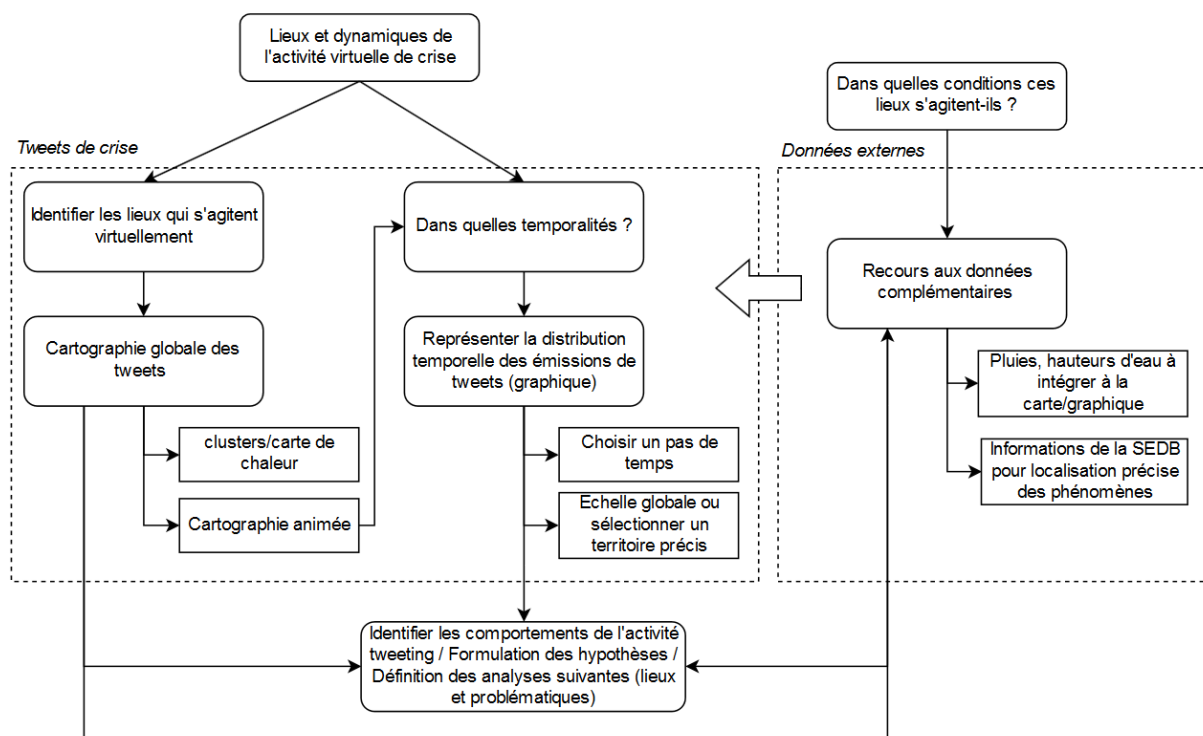 Lieux et dynamiques de
l'activité virtuelle de crise
Dans quelles conditions ces
lieux s'agitent-ils ?
Tweets de crise
Données externes
Identifier les lieux qui s'agitent
virtuellement
Dans quelles temporalités ?
Recours aux données
complémentaires
Cartographie globale des
tweets
Représenter la distribution
temporelle des émissions de
tweets (graphique)
Pluies, hauteurs d'eau à
intégrer à la
carte/graphique
clusters/carte de
chaleur
Choisir un pas de
temps
Informations de la SEDB
pour localisation précise
des phénomènes
Cartographie animée
Echelle globale ou
sélectionner un
territoire précis
Identifier les comportements de l'activité
tweeting / Formulation des hypothèses /
Définition des analyses suivantes (lieux
et problématiques)